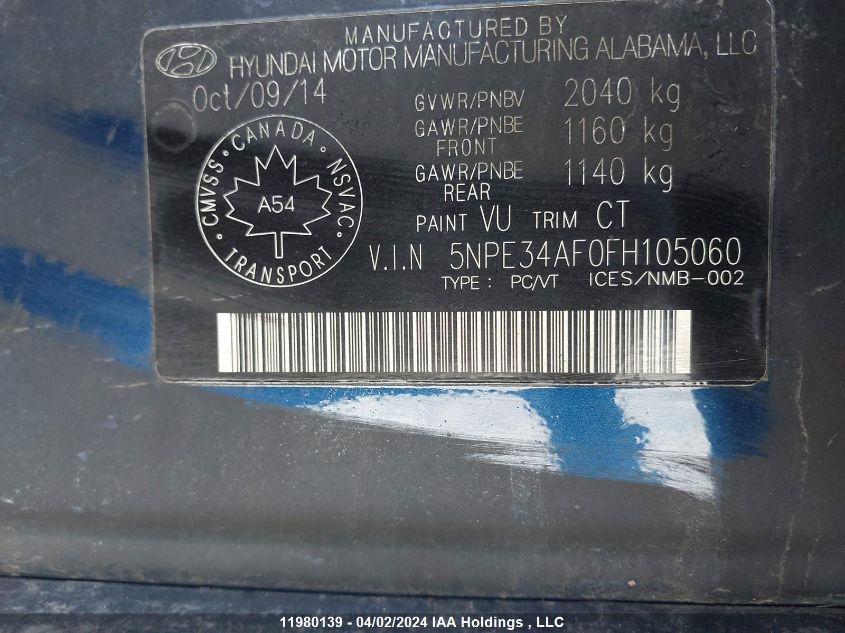 MANUFACTURED BY
HYUNDAI MOTOR MANUFACTURING ALABAMA, LLC
Oct/09/14
GVWR/PNBV 2040 kg
GAWR/PNBE FRONT 1160 kg
GAWR/PNBE REAR 1140 kg
PAINT VU TRIM CT
V.I.N 5NPE34AF0FH105060
TYPE : PC/VT ICES/NMB-002
CMVSS • CANADA • NSVAC • TRANSPORT •
A54
11980139 - 04/02/2024 IAA Holdings , LLC